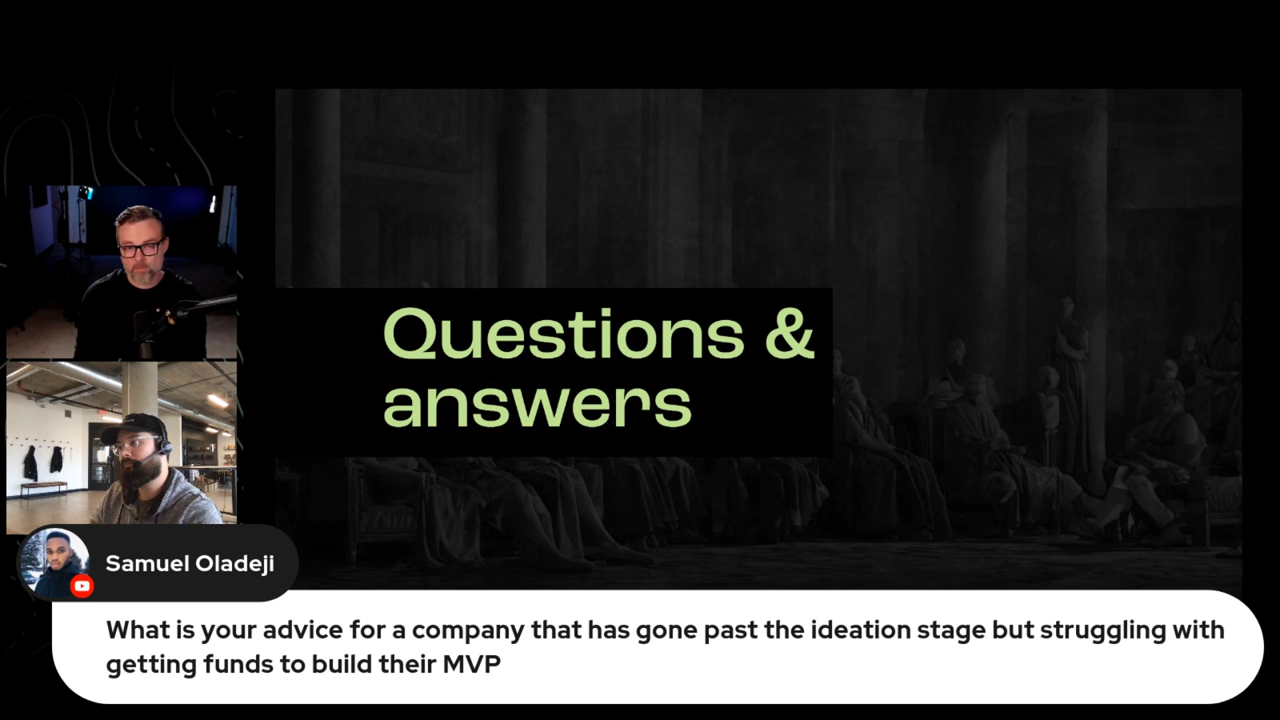 Questions &
answers
Samuel Oladeji
What is your advice for a company that has gone past the ideation stage but struggling with
getting funds to build their MVP